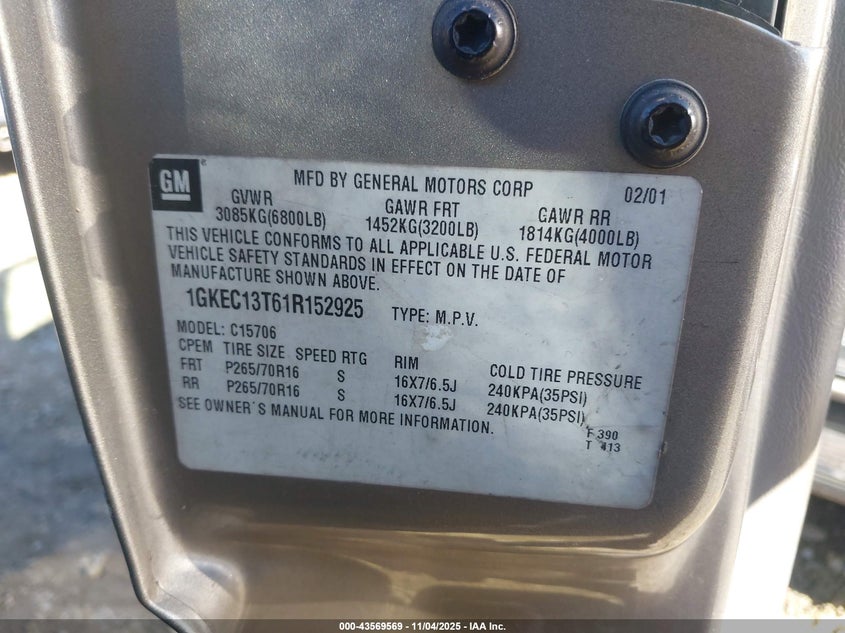 GM
®
MFD BY GENERAL MOTORS CORP 02/01
GVWR GAWR FRT GAWR RR
3085KG(6800LB) 1452KG(3200LB) 1814KG(4000LB)
THIS VEHICLE CONFORMS TO ALL APPLICABLE U.S. FEDERAL MOTOR
VEHICLE SAFETY STANDARDS IN EFFECT ON THE DATE OF
MANUFACTURE SHOWN ABOVE.
1GKEC13T61R152925 TYPE: M.P.V.
MODEL: C15706
CPEM TIRE SIZE SPEED RTG RIM COLD TIRE PRESSURE
FRT P265/70R16 S 16X7/6.5J 240KPA(35PSI)
RR P265/70R16 S 16X7/6.5J 240KPA(35PSI)
SEE OWNER'S MANUAL FOR MORE INFORMATION.
F 390
T 413
000-43569569 - 11/04/2025 - IAA Inc.